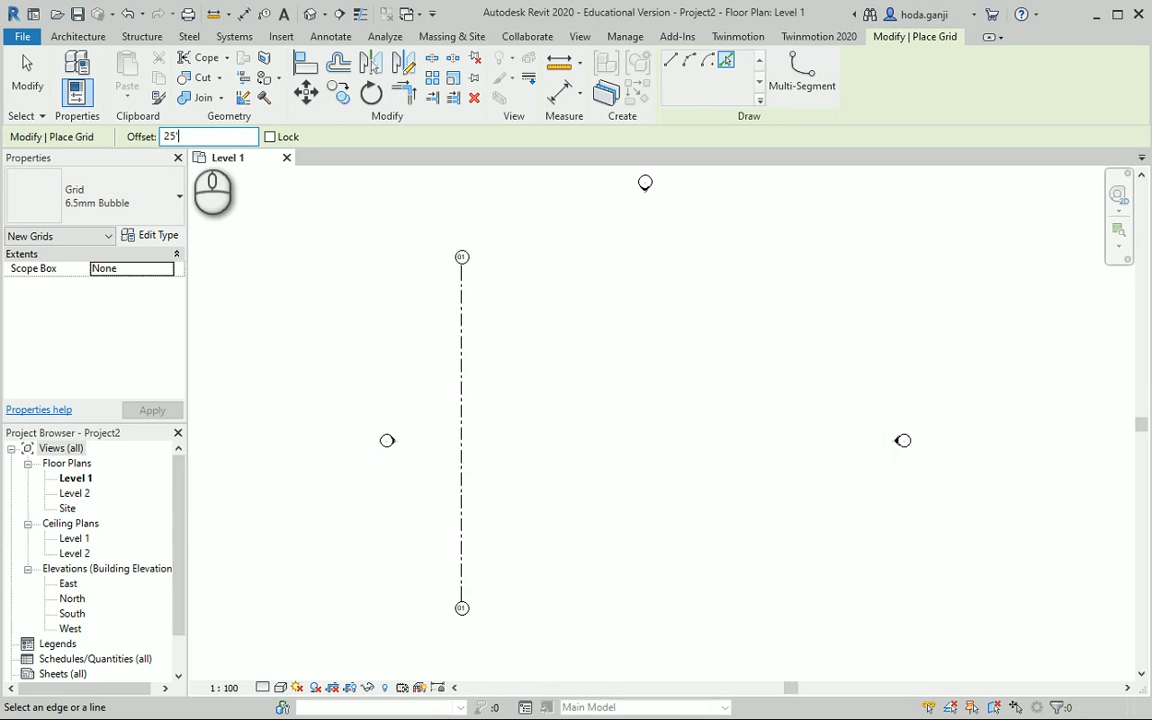 Autodesk Revit 2020 - Educational Version - Project2 - Floor Plan: Level 1
hoda.ganji
File Architecture Structure Steel Systems Insert Annotate Analyze Massing & Site Collaborate View Manage Add-Ins Twinmotion Twinmotion 2020 Modify | Place Grid
Cope
Cut
Join
Modify
Paste
Multi-Segment
Select Properties Clipboard Geometry Modify View Measure Create Draw
Modify | Place Grid Offset: 25' Lock
Properties
Level 1
Grid
6.5mm Bubble
New Grids Edit Type
Extents
Scope Box None
2D
01
01
Properties help Apply
Project Browser - Project2
Views (all)
Floor Plans
Level 1
Level 2
Site
Ceiling Plans
Level 1
Level 2
Elevations (Building Elevation
East
North
South
West
Legends
Schedules/Quantities (all)
Sheets (all)
1 : 100
Select an edge or a line
:0
Main Model
:0